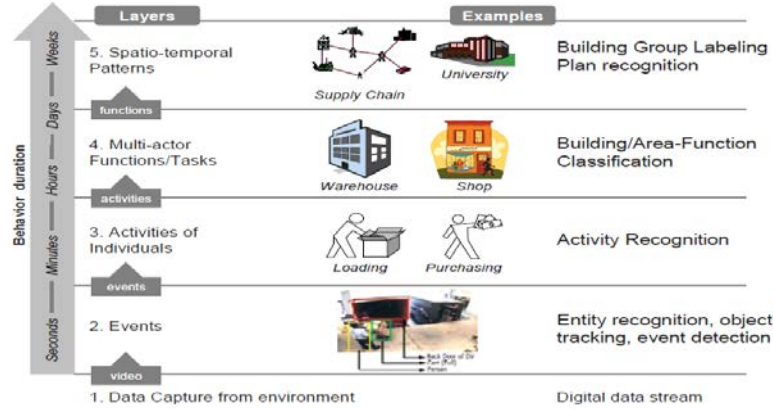 Layers
Examples
Behavior duration
Weeks
Days
Hours
Minutes
Seconds
5. Spatio-temporal
Patterns
Supply Chain
University
Building Group Labeling
Plan recognition
functions
4. Multi-actor
Functions/Tasks
Warehouse
Shop
Building/Area-Function
Classification
activities
3. Activities of
Individuals
Loading
Purchasing
Activity Recognition
events
2. Events
Entity recognition, object
tracking, event detection
Person
video
1. Data Capture from environment
Digital data stream